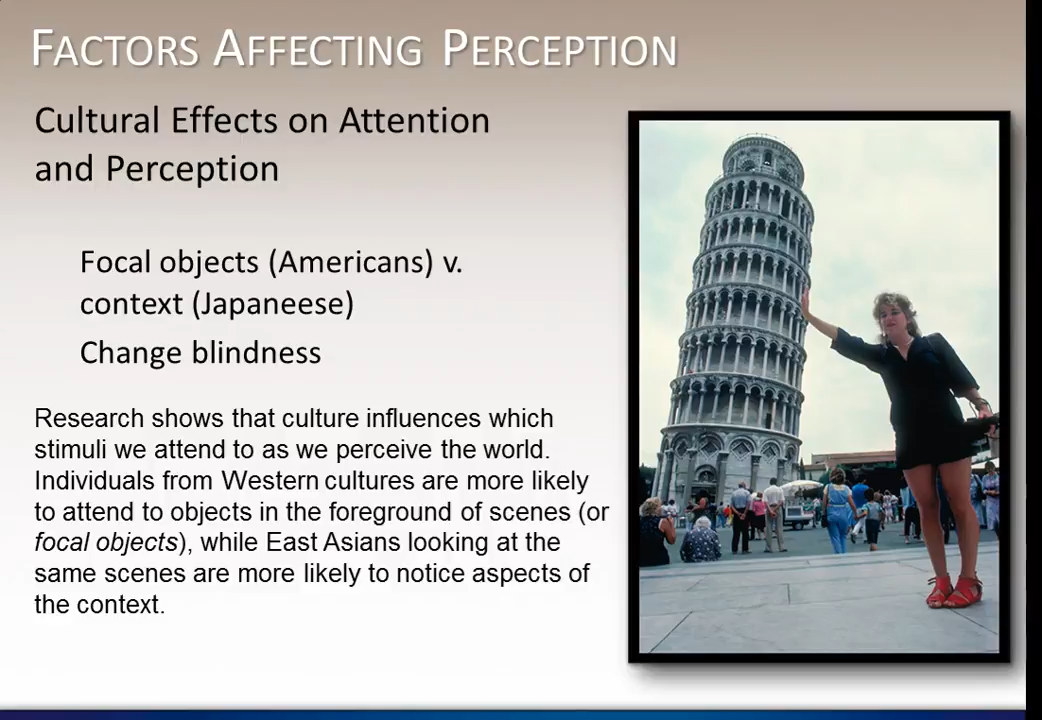 FACTORS AFFECTING PERCEPTION
Cultural Effects on Attention
and Perception
Focal objects (Americans) v.
context (Japaneese)
Change blindness
Research shows that culture influences which
stimuli we attend to as we perceive the world.
Individuals from Western cultures are more likely
to attend to objects in the foreground of scenes (or
focal objects), while East Asians looking at the
same scenes are more likely to notice aspects of
the context.